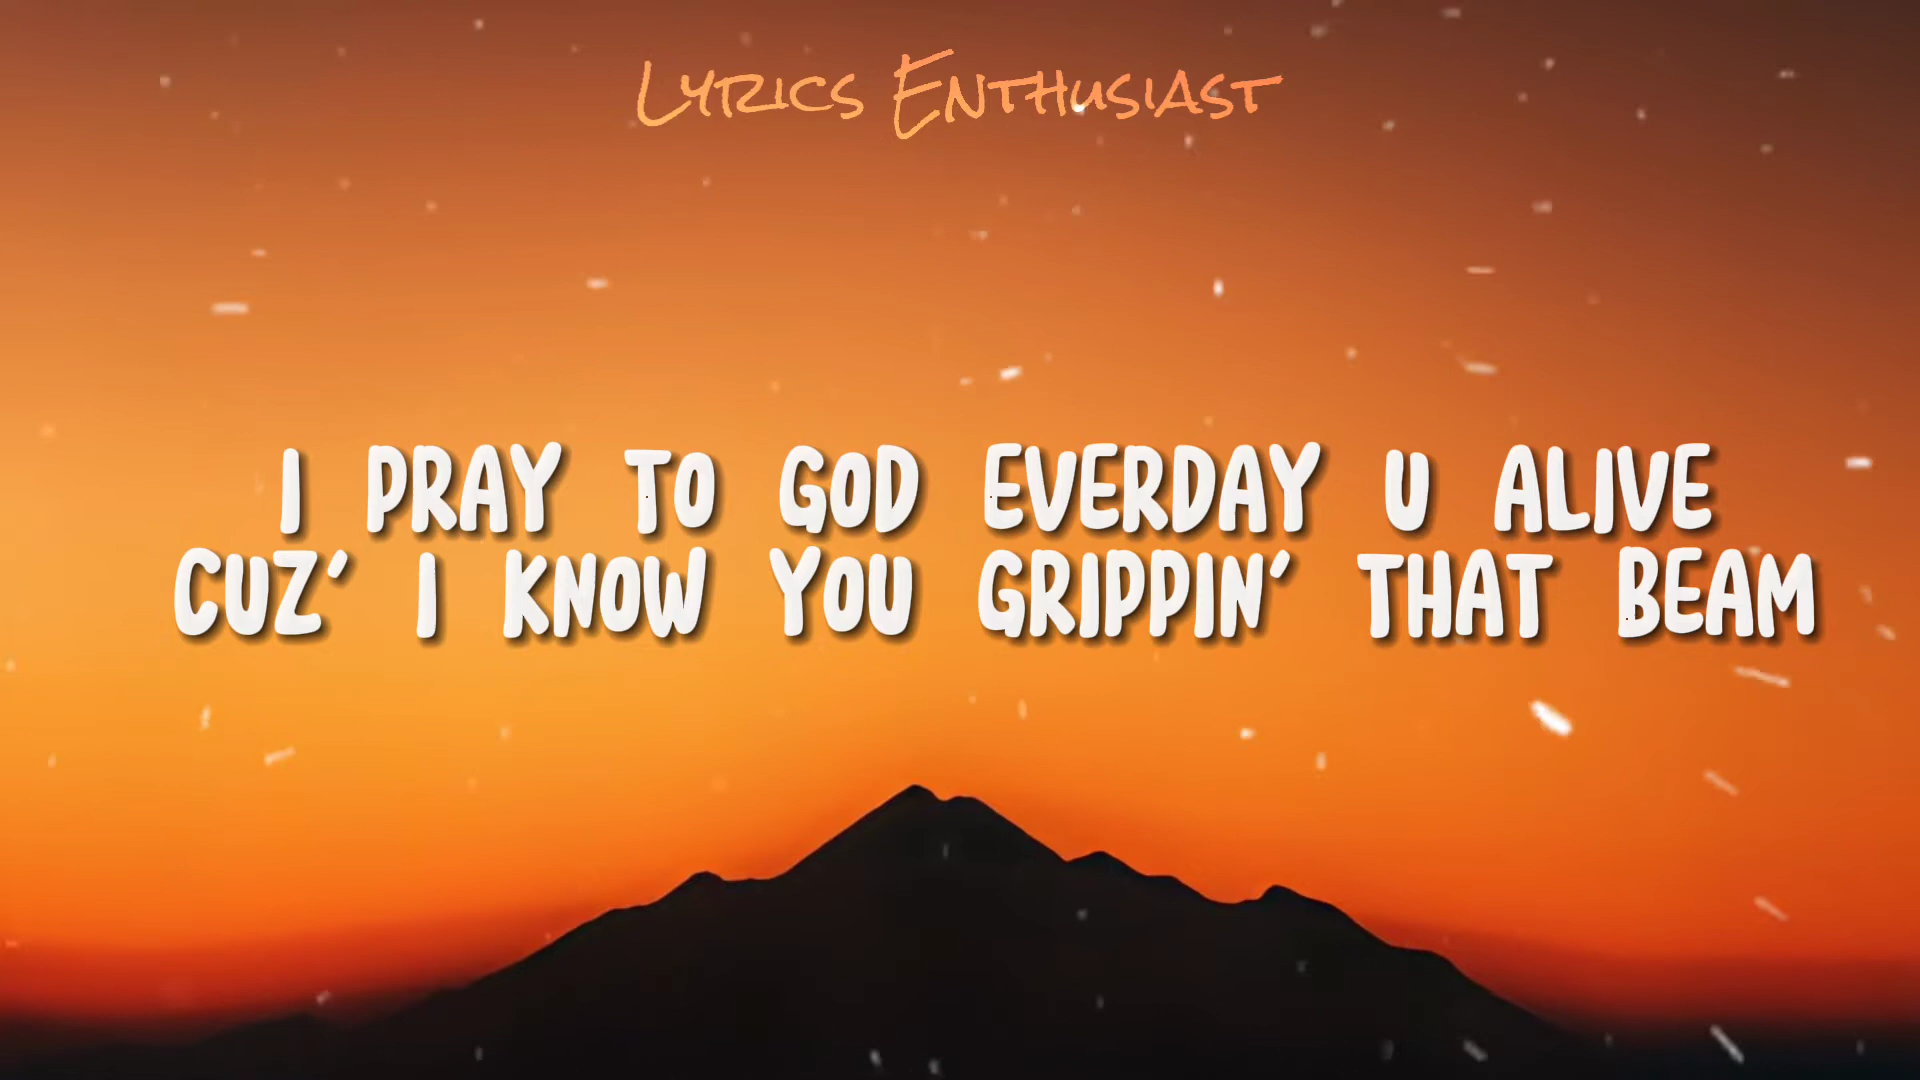 Lyrics Enthusiast
I PRAY TO GOD EVERDAY U ALIVE
CUZ' I KNOW YOU GRIPPIN' THAT BEAM